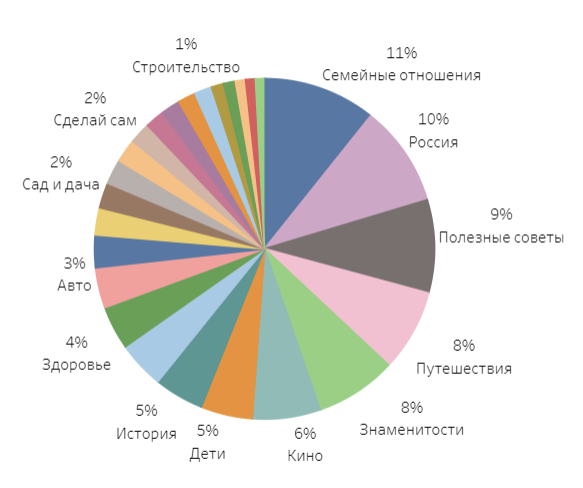 11%
Семейные отношения
10%
Россия
9%
Полезные советы
8%
Путешествия
8%
Знаменитости
6%
Кино
5%
Дети
5%
История
4%
Здоровье
3%
Авто
2%
Сад и дача
2%
Сделай сам
1%
Строительство